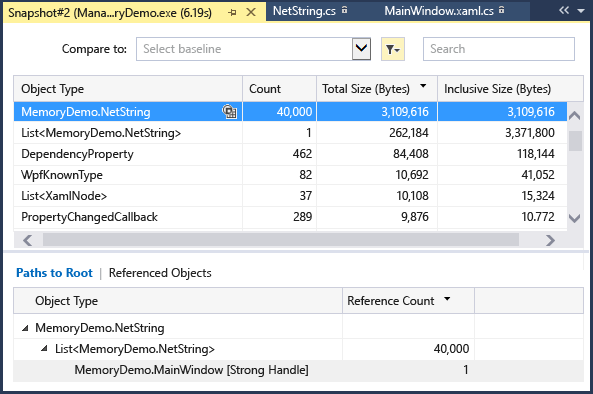 Snapshot#2 (Mana...ryDemo.exe (6.19s) NetString.cs MainWindow.xaml.cs
Compare to: Select baseline Search
Object Type Count Total Size (Bytes) Inclusive Size (Bytes)
MemoryDemo.NetString 40,000 3,109,616 3,109,616
List<MemoryDemo.NetString> 1 262,184 3,371,800
DependencyProperty 462 84,408 118,144
WpfKnownType 82 10,692 41,052
List<XamlNode> 37 10,108 15,324
PropertyChangedCallback 289 9,876 10.772
Paths to Root | Referenced Objects
Object Type Reference Count
MemoryDemo.NetString
List<MemoryDemo.NetString> 40,000
MemoryDemo.MainWindow [Strong Handle] 1